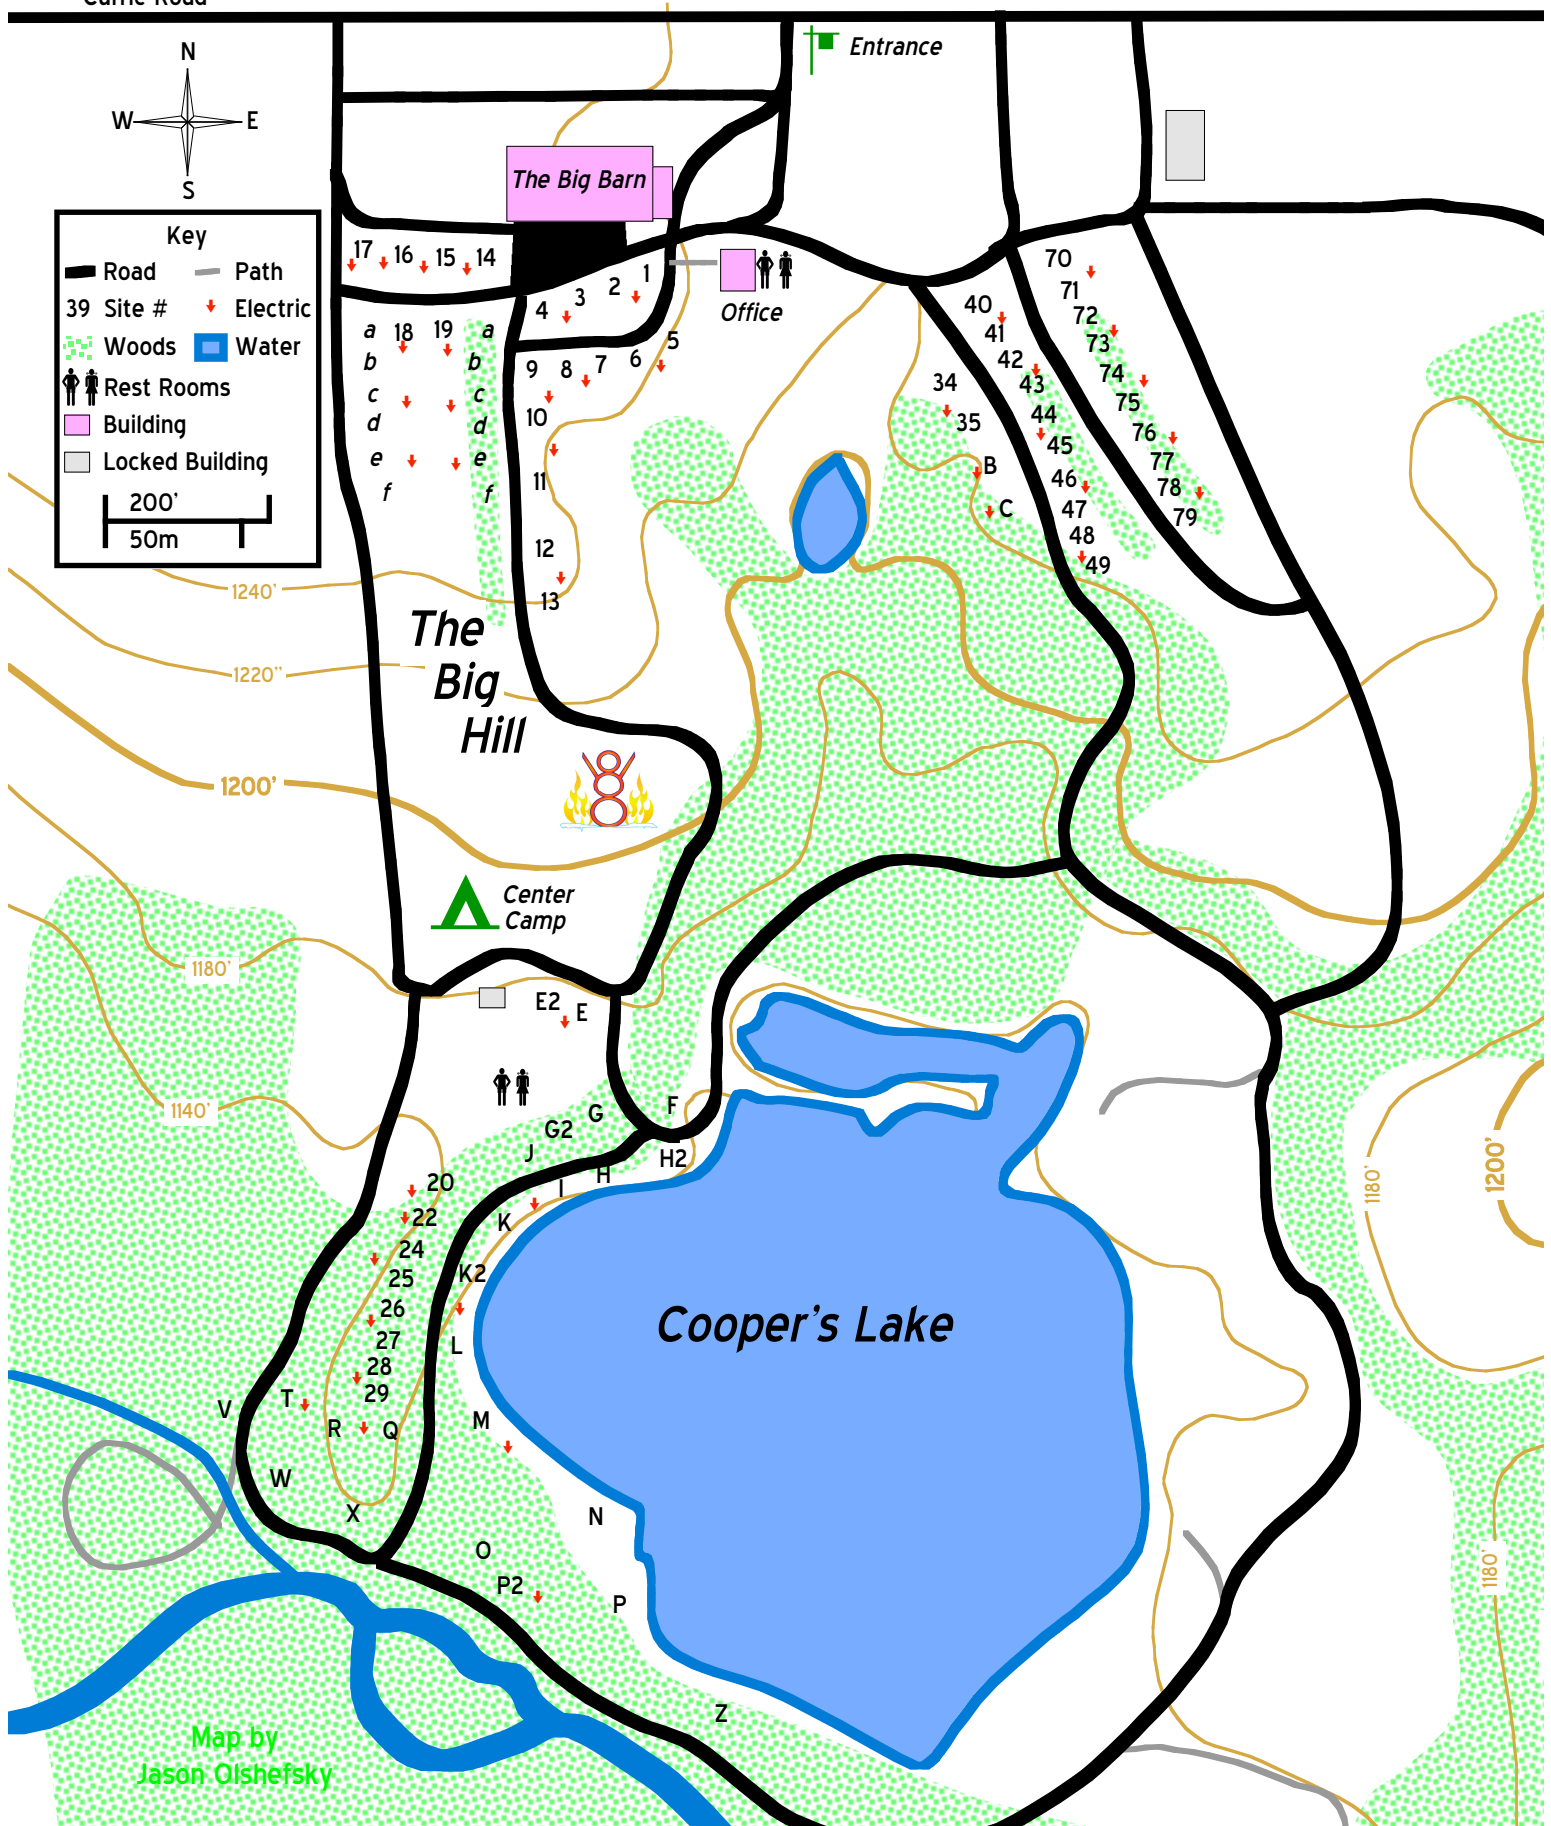 Currie Road
N
W E
S
Entrance
The Big Barn
Office
Key
Road Path
39 Site # Electric
Woods Water
Rest Rooms
Building
Locked Building
200'
50m
17 16 15 14
1
2
3
4
5
6
7
8
9
10
11
12
13
a 18 19 a
b b
c c
d d
e e
f f
34
35
B
C
40
41
42
43
44
45
46
47
48
49
70
71
72
73
74
75
76
77
78
79
1240'
1220"
1200'
1180'
1140'
The
Big
Hill
8
Center
Camp
E2 E
F
G
G2
J
H2
H
I
K
K2
L
M
N
O
P2
P
Z
20
22
24
25
26
27
28
29
V
T
R
Q
W
X
Cooper's Lake
1180'
1200'
1180'
Map by
Jason Olshefsky